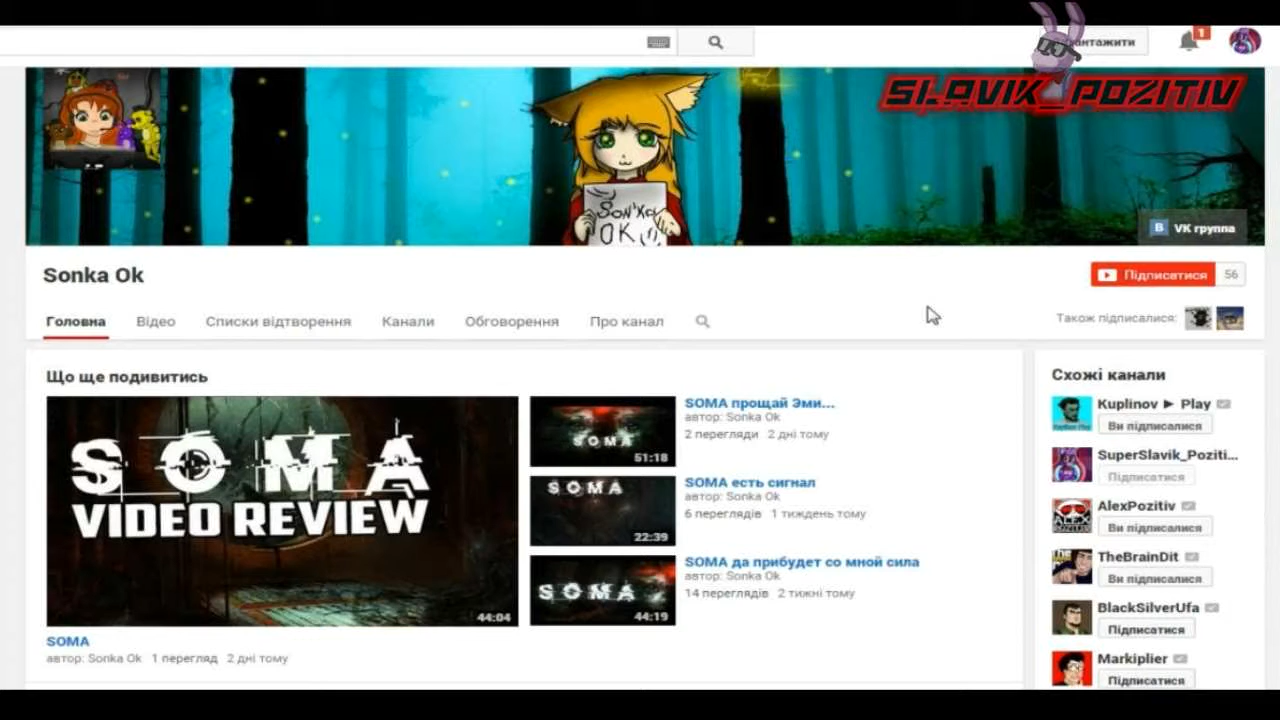 SLAVIK_POZITIV
1
Son'ka
OK
VK группа
Sonka Ok
Підписатися 56
Головна Відео Списки відтворення Канали Обговорення Про канал
Також підписалися:
Що ще подивитись
SOMA
VIDEO REVIEW
44:04
SOMA
автор: Sonka Ok 1 перегляд 2 дні тому
SOMA
51:18
SOMA прощай Эми...
автор: Sonka Ok
2 перегляди 2 дні тому
SOMA
22:39
SOMA есть сигнал
автор: Sonka Ok
6 переглядів 1 тиждень тому
SOMA
44:19
SOMA да прибудет со мной сила
автор: Sonka Ok
14 переглядів 2 тижні тому
Схожі канали
Kuplinov ► Play
Ви підписалися
SuperSlavik_Poziti...
Підписатися
AlexPozitiv
Ви підписалися
TheBrainDit
Ви підписалися
BlackSilverUfa
Підписатися
Markiplier
Підписатися